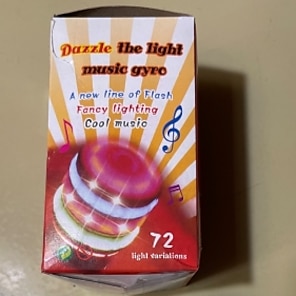 Dazzle the light
music gyro
A new line of Flash
Fancy lighting
Cool music
72
light variations